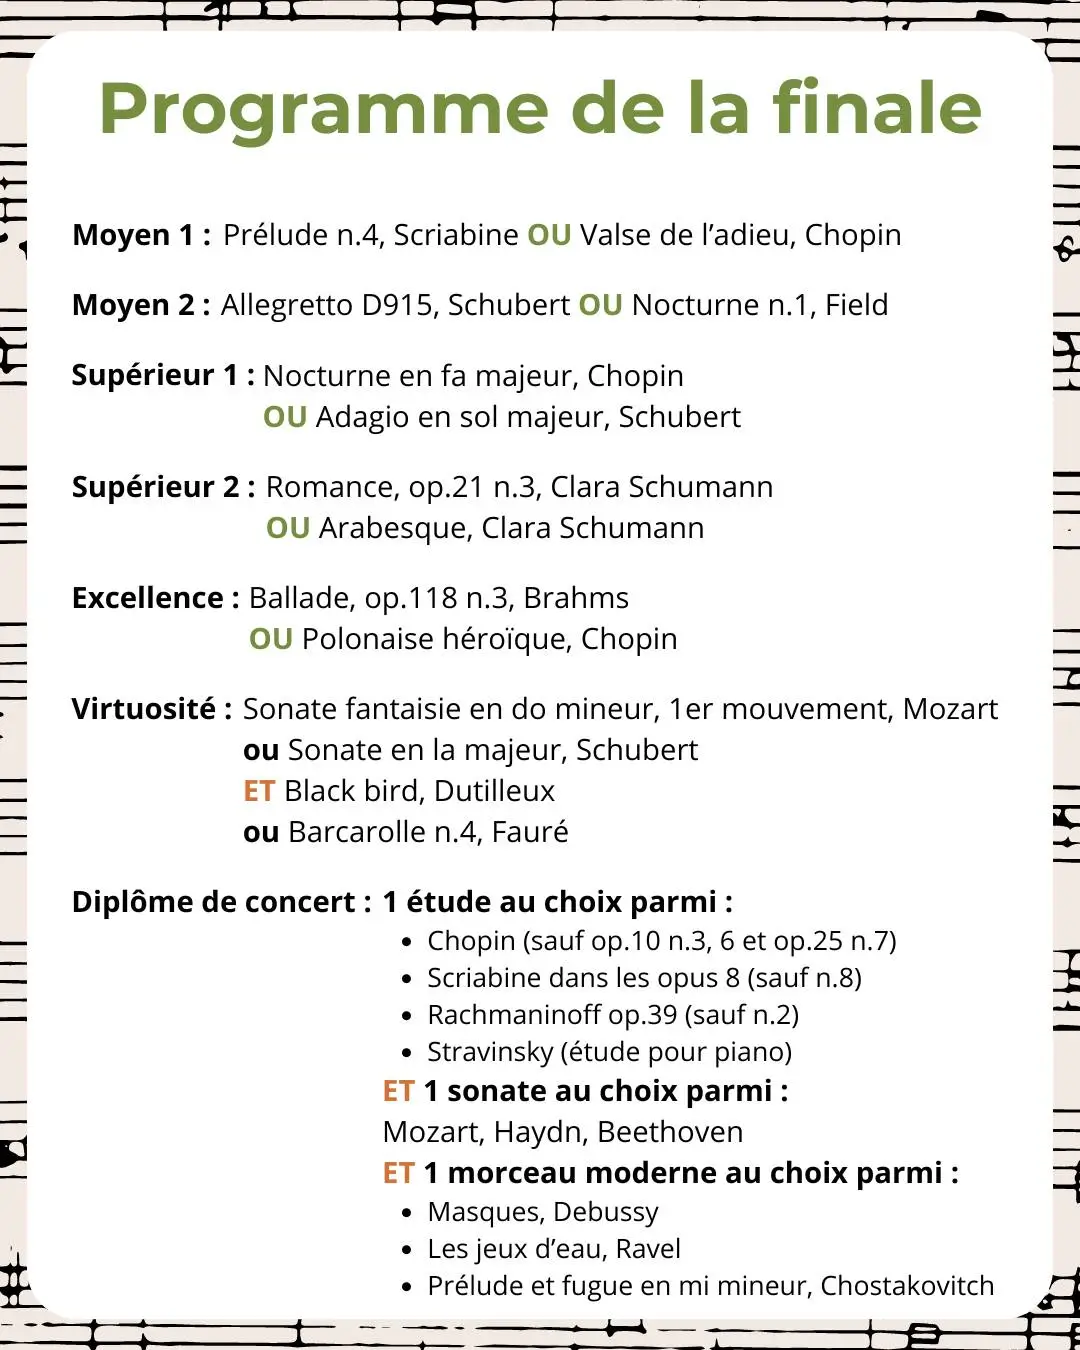 Programme de la finale
Moyen 1 : Prélude n.4, Scriabine OU Valse de l’adieu, Chopin
Moyen 2 : Allegretto D915, Schubert OU Nocturne n.1, Field
Supérieur 1 : Nocturne en fa majeur, Chopin
OU Adagio en sol majeur, Schubert
Supérieur 2 : Romance, op.21 n.3, Clara Schumann
OU Arabesque, Clara Schumann
Excellence : Ballade, op.118 n.3, Brahms
OU Polonaise héroïque, Chopin
Virtuosité : Sonate fantaisie en do mineur, 1er mouvement, Mozart
ou Sonate en la majeur, Schubert
ET Black bird, Dutilleux
ou Barcarolle n.4, Fauré
Diplôme de concert : 1 étude au choix parmi :
• Chopin (sauf op.10 n.3, 6 et op.25 n.7)
• Scriabine dans les opus 8 (sauf n.8)
• Rachmaninoff op.39 (sauf n.2)
• Stravinsky (étude pour piano)
ET 1 sonate au choix parmi :
Mozart, Haydn, Beethoven
ET 1 morceau moderne au choix parmi :
• Masques, Debussy
• Les jeux d’eau, Ravel
• Prélude et fugue en mi mineur, Chostakovitch